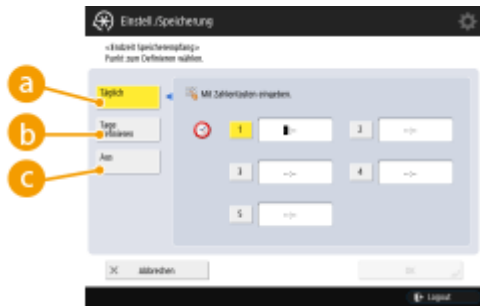 Einstell./Speicherung
<Endzeit Speicherempfang>
Punkt zum Definieren wählen.
a
Täglich
Mit Zahlentasten eingeben.
b
Tage
definieren
1
--:--
2
--:--
c
Aus
3
--:--
4
--:--
5
--:--
Abbrechen
OK
Logout